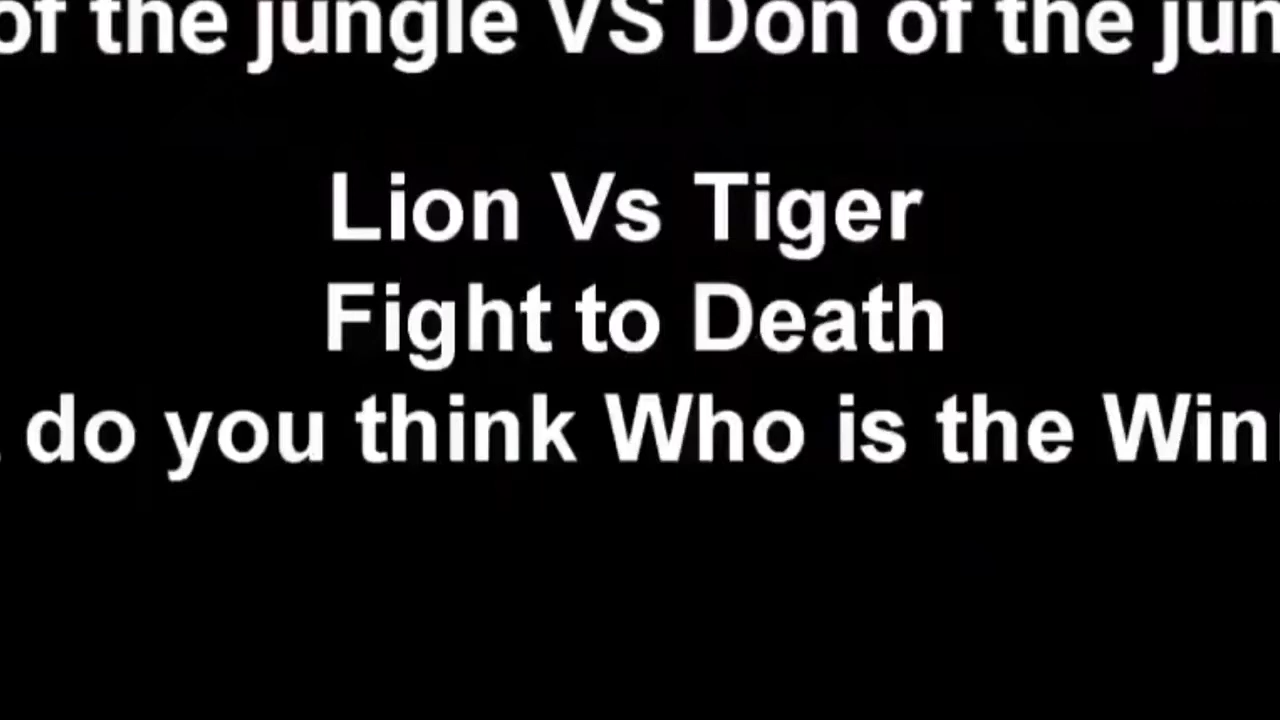 of the jungle VS Don of the jun
Lion Vs Tiger
Fight to Death
do you think Who is the Win